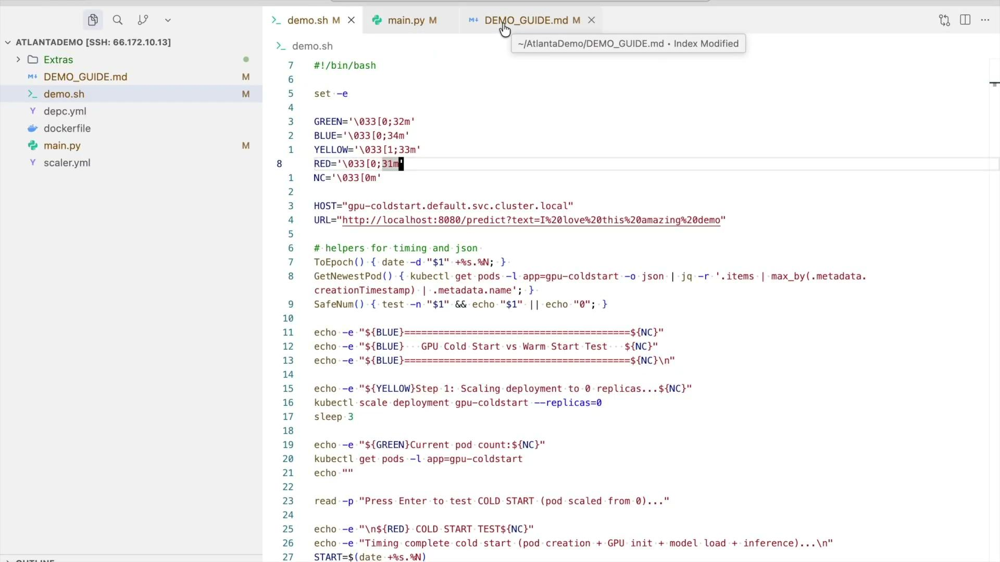 demo.sh M
main.py M
DEMO_GUIDE.md M
ATLANTADEMO [SSH: 66.172.10.13]
Extras
DEMO_GUIDE.md M
demo.sh M
depc.yml
dockerfile
main.py M
scaler.yml
demo.sh
~/AtlantaDemo/DEMO_GUIDE.md • Index Modified
7 #!/bin/bash
6
5 set -e
4
3 GREEN='\033[0;32m'
2 BLUE='\033[0;34m'
1 YELLOW='\033[1;33m'
8 RED='\033[0;31m'
1 NC='\033[0m'
2
3 HOST="gpu-coldstart.default.svc.cluster.local"
4 URL="http://localhost:8080/predict?text=I%20love%20this%20amazing%20demo"
5
6 # helpers for timing and json
7 ToEpoch() { date -d "$1" +%s.%N; }
8 GetNewestPod() { kubectl get pods -l app=gpu-coldstart -o json | jq -r '.items | max_by(.metadata.
creationTimestamp) | .metadata.name'; }
9 SafeNum() { test -n "$1" && echo "$1" || echo "0"; }
10
11 echo -e "${BLUE}========================================${NC}"
12 echo -e "${BLUE}   GPU Cold Start vs Warm Start Test   ${NC}"
13 echo -e "${BLUE}========================================${NC}\n"
14
15 echo -e "${YELLOW}Step 1: Scaling deployment to 0 replicas...${NC}"
16 kubectl scale deployment gpu-coldstart --replicas=0
17 sleep 3
18
19 echo -e "${GREEN}Current pod count:${NC}"
20 kubectl get pods -l app=gpu-coldstart
21 echo ""
22
23 read -p "Press Enter to test COLD START (pod scaled from 0)..."
24
25 echo -e "\n${RED} COLD START TEST${NC}"
26 echo -e "Timing complete cold start (pod creation + GPU init + model load + inference)...\n"
27 START=$(date +%s.%N)
OUTLINE